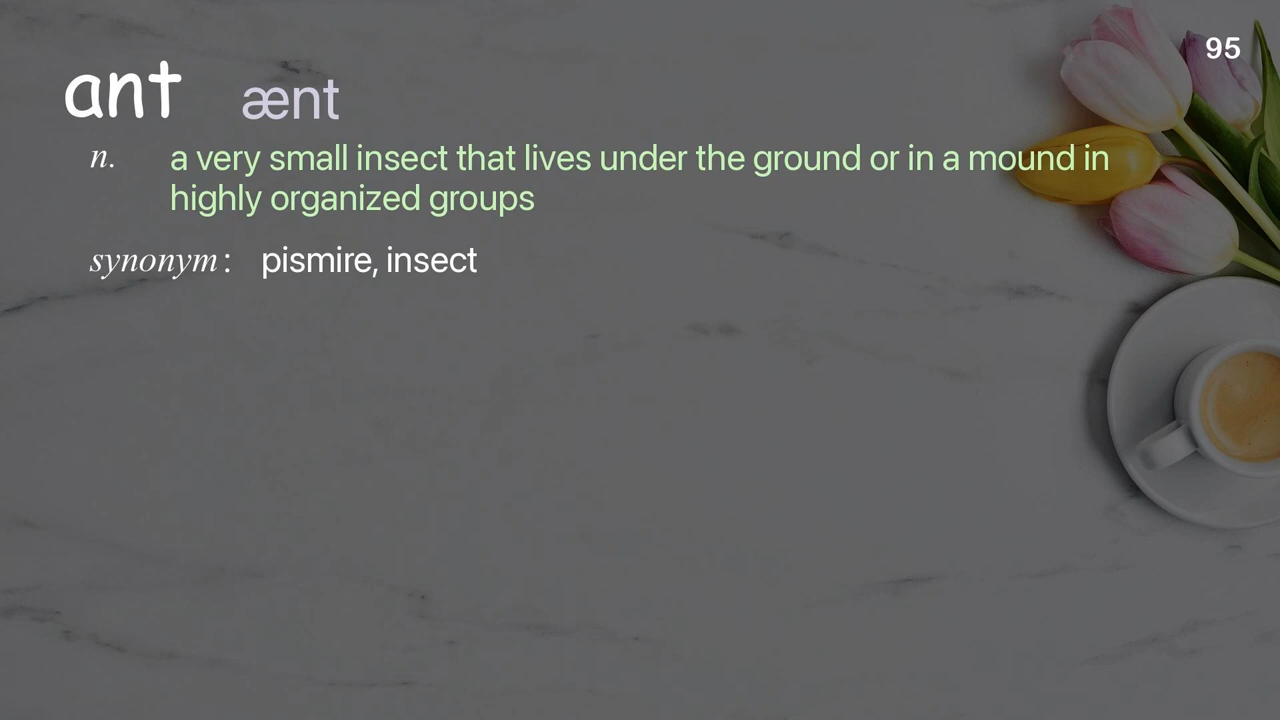 95
ant ænt
n. a very small insect that lives under the ground or in a mound in
highly organized groups
synonym: pismire, insect